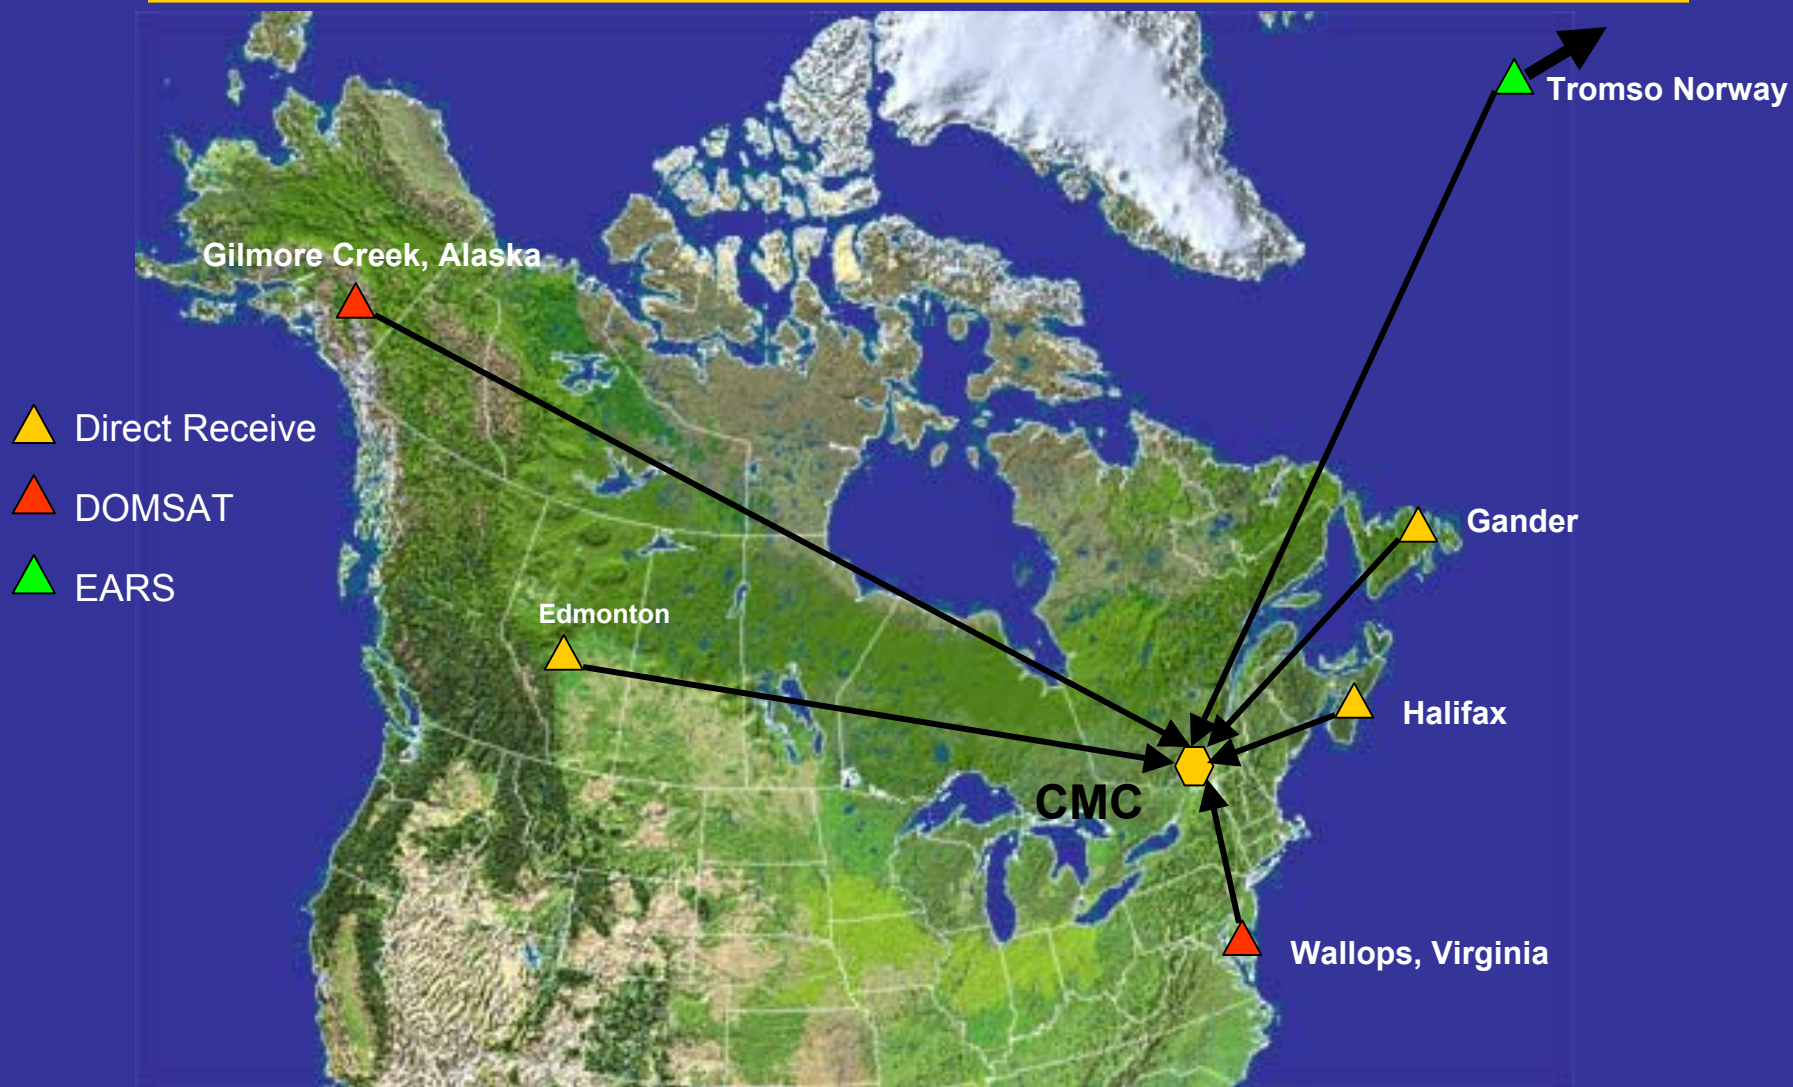 Tromso Norway
Gilmore Creek, Alaska
Direct Receive
DOMSAT
EARS
Gander
Edmonton
Halifax
CMC
Wallops, Virginia